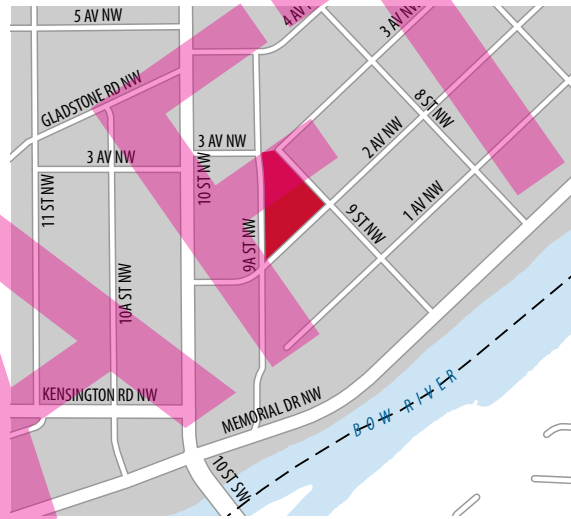 5 AV NW
4 AV
3 AV NW
GLADSTONE RD NW
8 ST NW
3 AV NW
2 AV NW
3 AV NW
10 ST NW
11 ST NW
1 AV NW
9 ST NW
9A ST NW
10A ST NW
KENSINGTON RD NW
MEMORIAL DR NW
BOW RIVER
10 ST SW